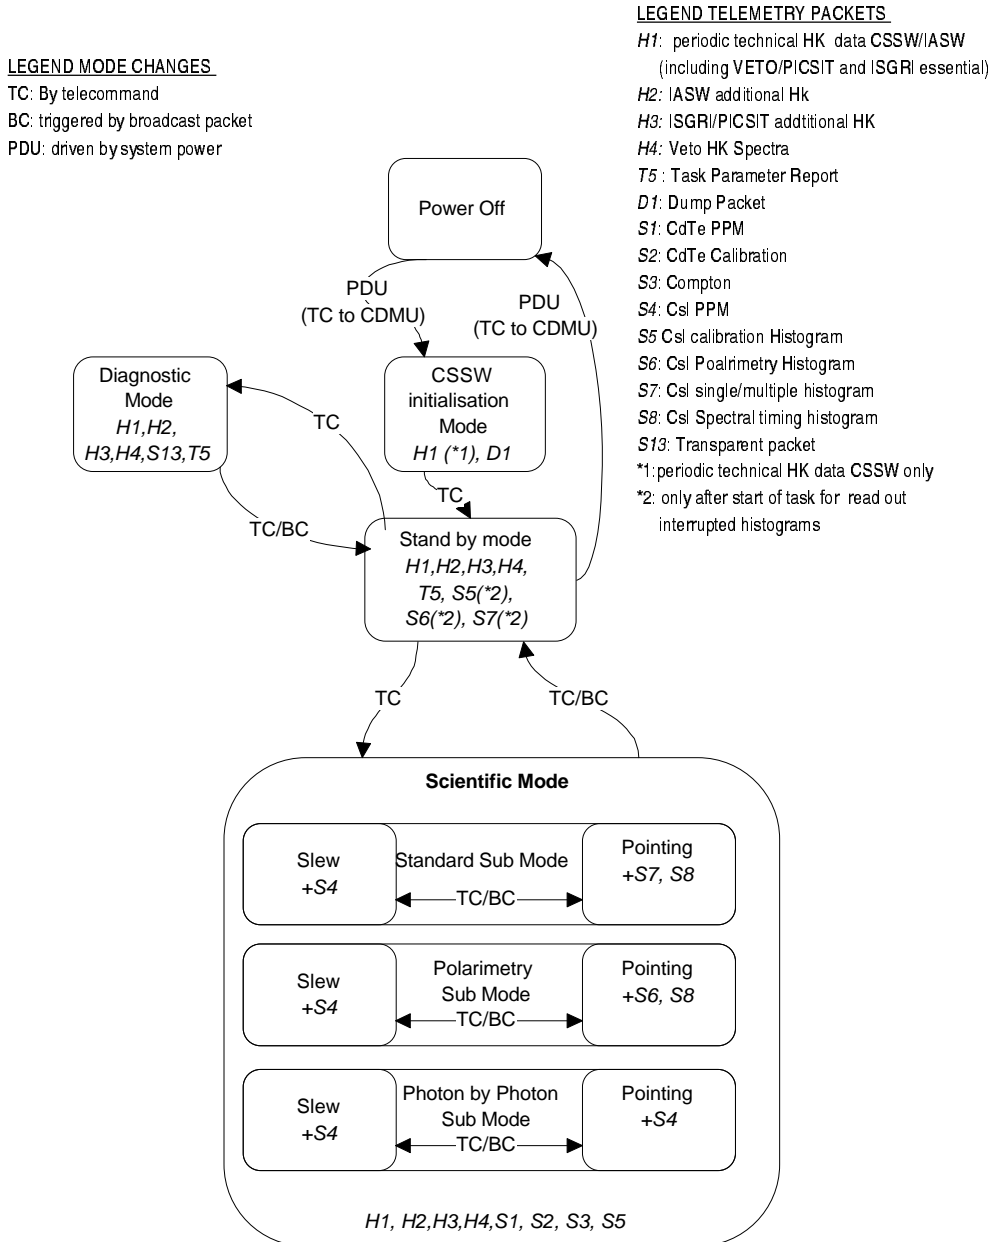 LEGEND MODE CHANGES
TC: By telecommand
BC: triggered by broadcast packet
PDU: driven by system power
LEGEND TELEMETRY PACKETS
H1: periodic technical HK data CSSW/IASW
(including VETO/PICSIT and ISGRI essential)
H2: IASW additional Hk
H3: ISGRI/PICSIT addtitional HK
H4: Veto HK Spectra
T5 : Task Parameter Report
D1: Dump Packet
S1: CdTe PPM
S2: CdTe Calibration
S3: Compton
S4: CsI PPM
S5 CsI calibration Histogram
S6: CsI Poalrimetry Histogram
S7: CsI single/multiple histogram
S8: CsI Spectral timing histogram
S13: Transparent packet
*1:periodic technical HK data CSSW only
*2: only after start of task for read out
interrupted histograms
Power Off
PDU
(TC to CDMU)
PDU
(TC to CDMU)
Diagnostic
Mode
H1,H2,
H3,H4,S13,T5
TC
CSSW
initialisation
Mode
H1 (*1), D1
TC
TC/BC
Stand by mode
H1,H2,H3,H4,
T5, S5(*2),
S6(*2), S7(*2)
TC
TC/BC
Scientific Mode
Slew
+S4
Standard Sub Mode
TC/BC
Pointing
+S7, S8
Slew
+S4
Polarimetry
Sub Mode
TC/BC
Pointing
+S6, S8
Slew
+S4
Photon by Photon
Sub Mode
TC/BC
Pointing
+S4
H1, H2,H3,H4,S1, S2, S3, S5